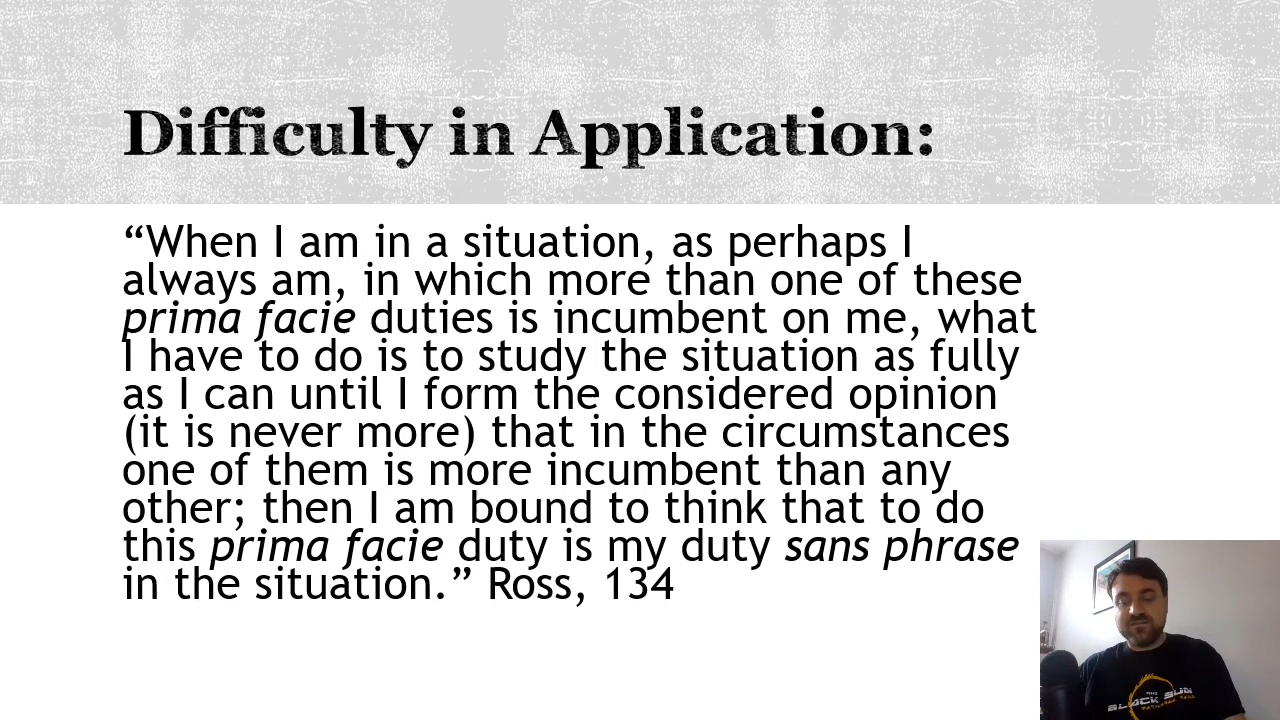 Difficulty in Application:
“When I am in a situation, as perhaps I
always am, in which more than one of these
prima facie duties is incumbent on me, what
I have to do is to study the situation as fully
as I can until I form the considered opinion
(it is never more) that in the circumstances
one of them is more incumbent than any
other; then I am bound to think that to do
this prima facie duty is my duty sans phrase
in the situation.” Ross, 134
THE
BLACK SUN